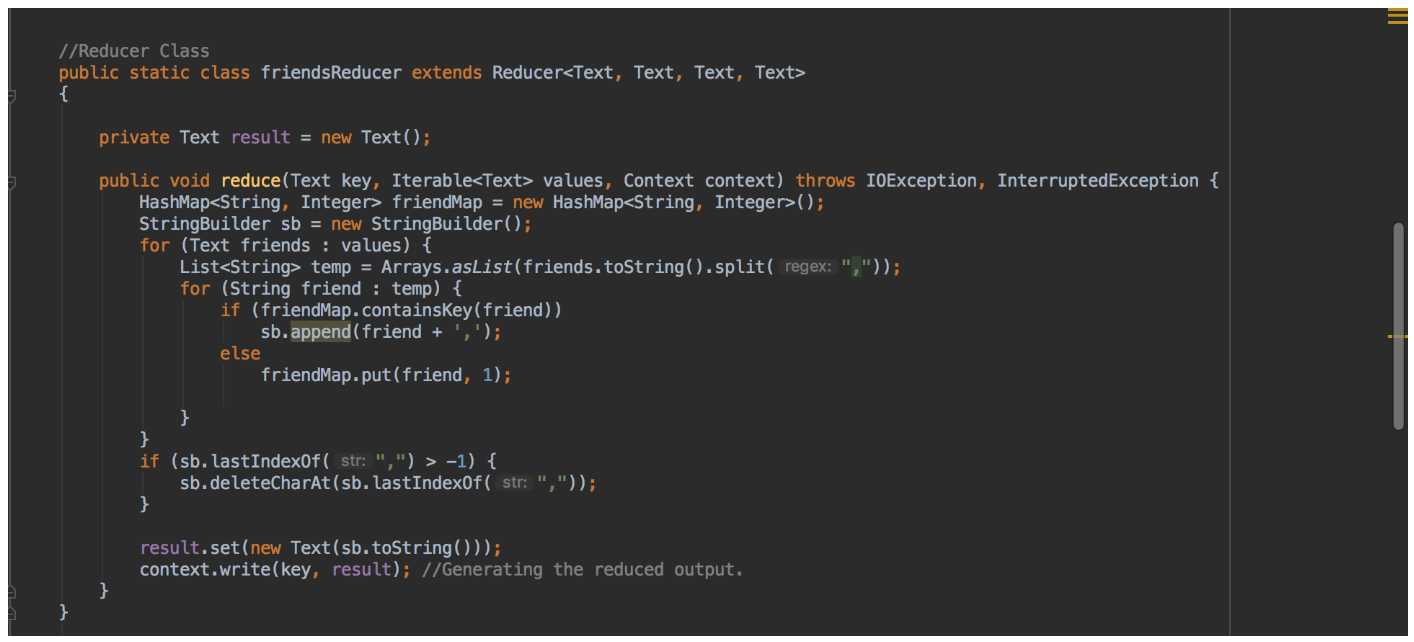 //Reducer Class
public static class friendsReducer extends Reducer<Text, Text, Text, Text>
{
private Text result = new Text();
public void reduce(Text key, Iterable<Text> values, Context context) throws IOException, InterruptedException {
HashMap<String, Integer> friendMap = new HashMap<String, Integer>();
StringBuilder sb = new StringBuilder();
for (Text friends : values) {
List<String> temp = Arrays.asList(friends.toString().split( regex: ","));
for (String friend : temp) {
if (friendMap.containsKey(friend))
sb.append(friend + ',');
else
friendMap.put(friend, 1);
}
}
if (sb.lastIndexOf( str: ",") > -1) {
sb.deleteCharAt(sb.lastIndexOf( str: ","));
}
result.set(new Text(sb.toString()));
context.write(key, result); //Generating the reduced output.
}
}